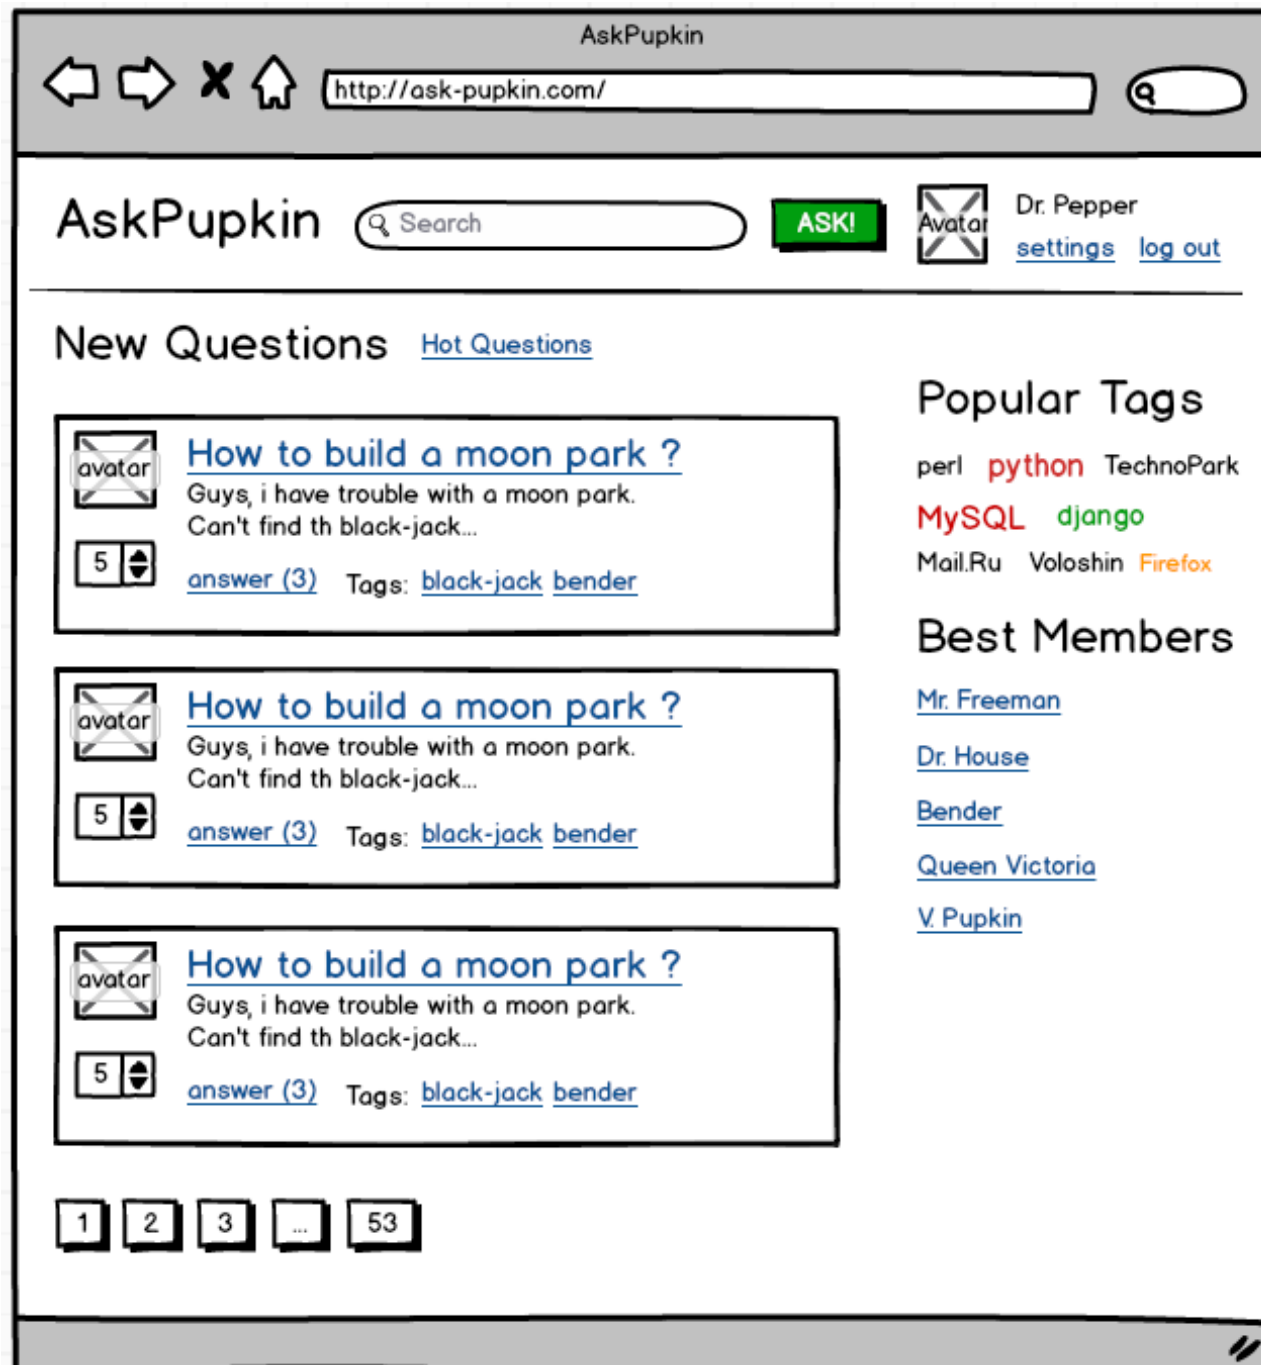 AskPupkin
http://ask-pupkin.com/
AskPupkin Search ASK! Avatar Dr. Pepper
settings log out
New Questions Hot Questions
avatar How to build a moon park ?
Guys, i have trouble with a moon park.
Can't find th black-jack...
5 answer (3) Tags: black-jack bender
avatar How to build a moon park ?
Guys, i have trouble with a moon park.
Can't find th black-jack...
5 answer (3) Tags: black-jack bender
avatar How to build a moon park ?
Guys, i have trouble with a moon park.
Can't find th black-jack...
5 answer (3) Tags: black-jack bender
1 2 3 ... 53
Popular Tags
perl python TechnoPark
MySQL django
Mail.Ru Voloshin Firefox
Best Members
Mr. Freeman
Dr. House
Bender
Queen Victoria
V. Pupkin